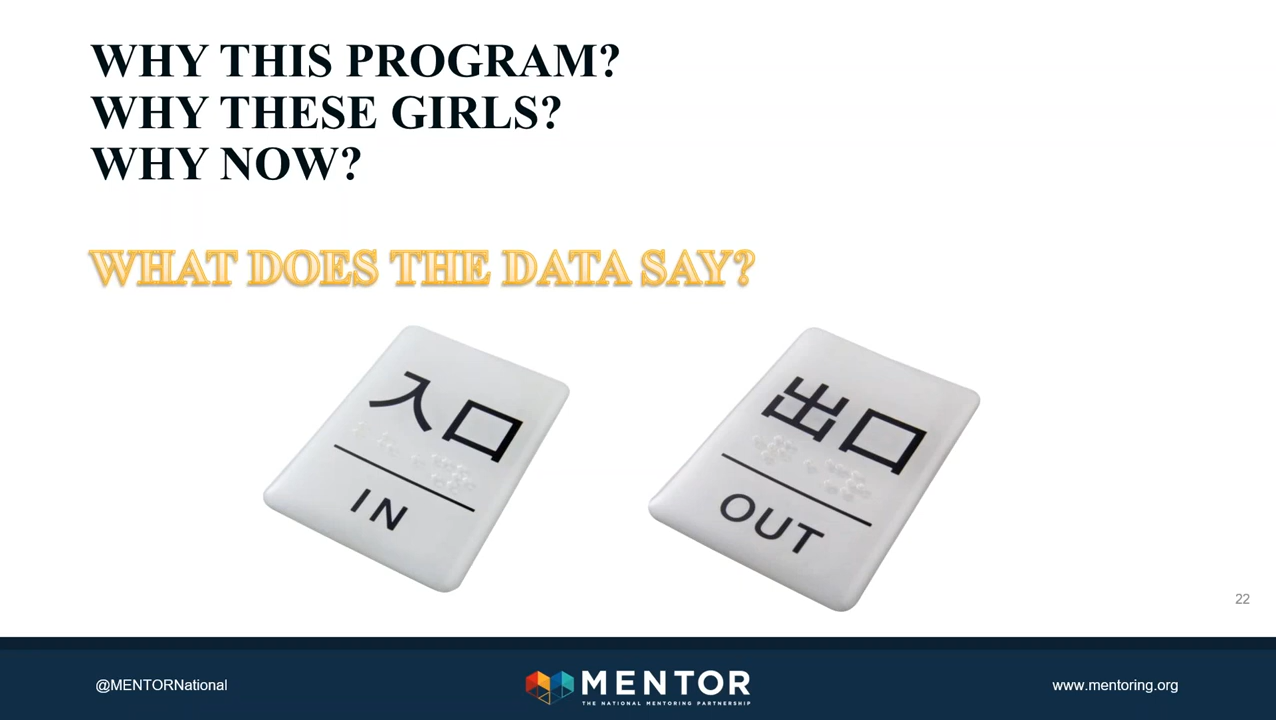 WHY THIS PROGRAM?
WHY THESE GIRLS?
WHY NOW?
WHAT DOES THE DATA SAY?
入口
IN
出口
OUT
22
@MENTORNational
MENTOR
THE NATIONAL MENTORING PARTNERSHIP
www.mentoring.org